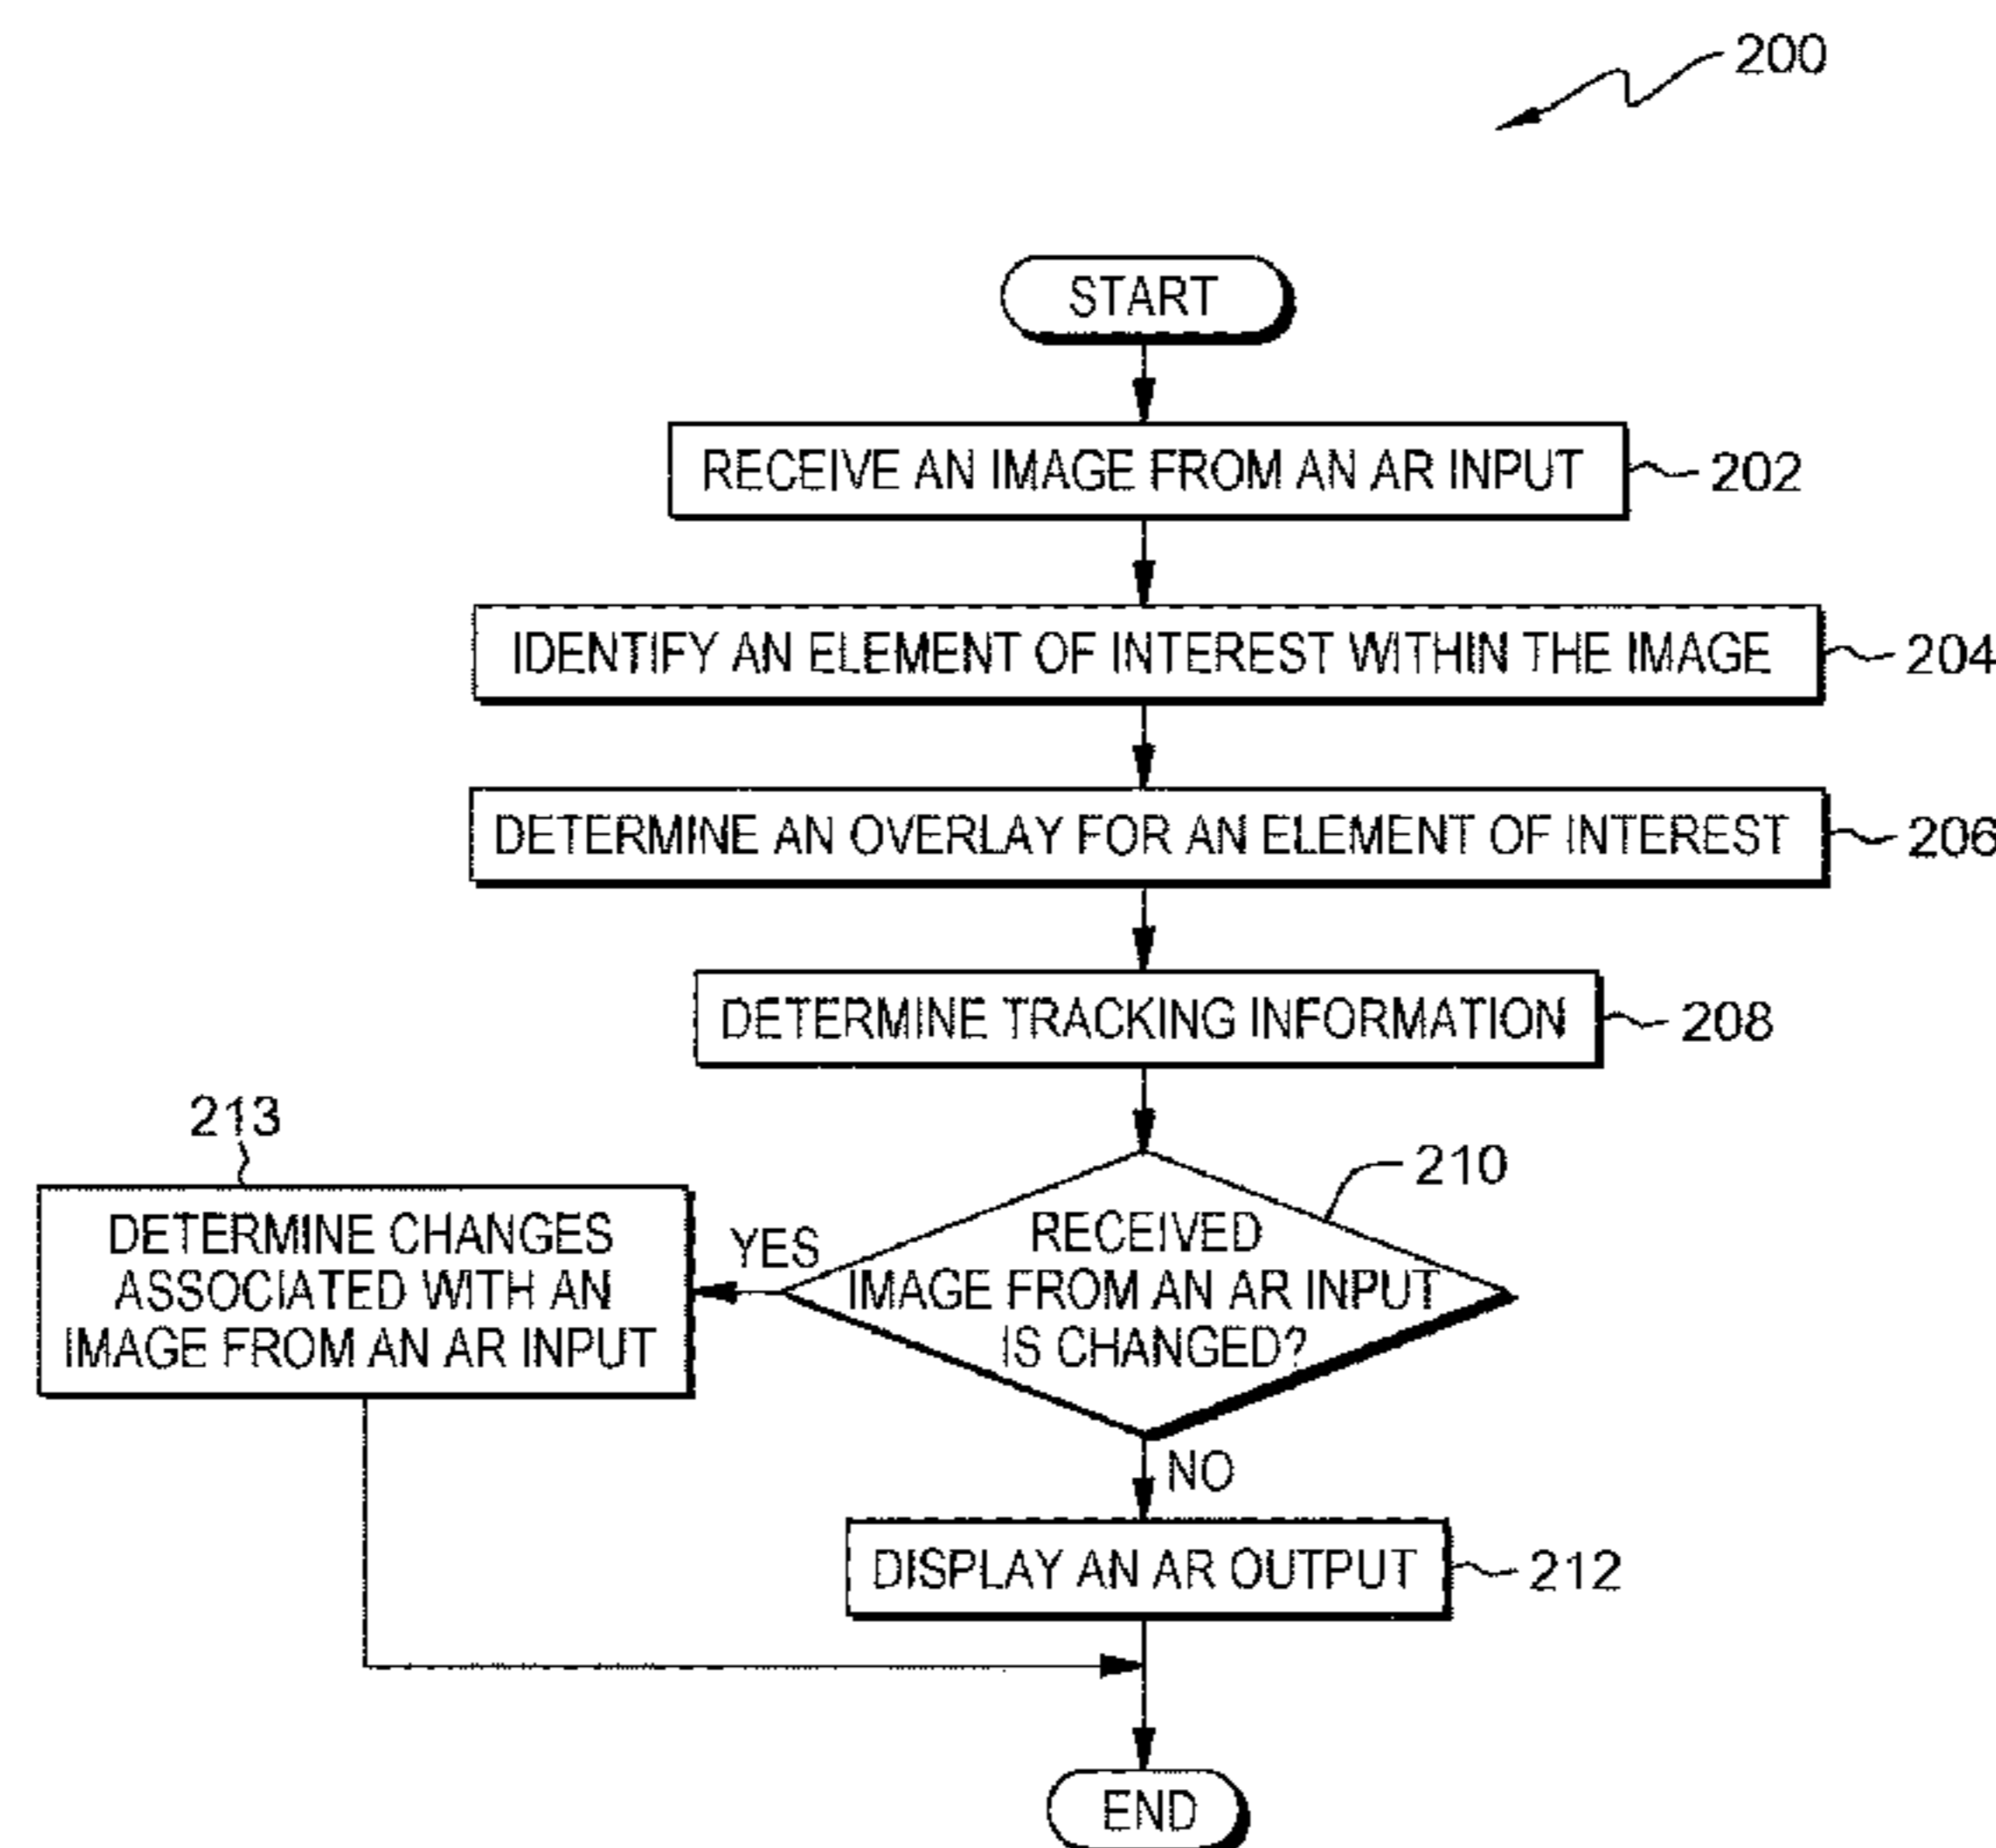 200
START
RECEIVE AN IMAGE FROM AN AR INPUT
202
IDENTIFY AN ELEMENT OF INTEREST WITHIN THE IMAGE
204
DETERMINE AN OVERLAY FOR AN ELEMENT OF INTEREST
206
DETERMINE TRACKING INFORMATION
208
213
DETERMINE CHANGES
ASSOCIATED WITH AN
IMAGE FROM AN AR INPUT
YES
210
RECEIVED
IMAGE FROM AN AR INPUT
IS CHANGED?
NO
DISPLAY AN AR OUTPUT
212
END